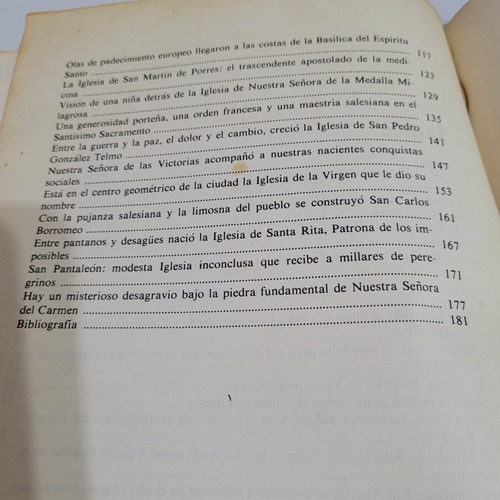 Olas de padecimiento europeo llegaron a las costas de la Basílica del Espíritu
Santo 117
La Iglesia de San Martín de Porres: el trascendente apostolado de la medi-
cina 123
Visión de una niña detrás de la Iglesia de Nuestra Señora de la Medalla Mi-
lagrosa 129
Una generosidad porteña, una orden francesa y una maestría salesiana en el
Santísimo Sacramento 135
Entre la guerra y la paz, el dolor y el cambio, creció la Iglesia de San Pedro
González Telmo 141
Nuestra Señora de las Victorias acompañó a nuestras nacientes conquistas
sociales 147
Está en el centro geométrico de la ciudad la Iglesia de la Virgen que le dio su
nombre 153
Con la pujanza salesiana y la limosna del pueblo se construyó San Carlos
Borromeo 161
Entre pantanos y desagües nació la Iglesia de Santa Rita, Patrona de los im-
posibles 167
San Pantaleón: modesta Iglesia inconclusa que recibe a millares de pere-
grinos 171
Hay un misterioso desagravio bajo la piedra fundamental de Nuestra Señora
del Carmen 177
Bibliografía 181